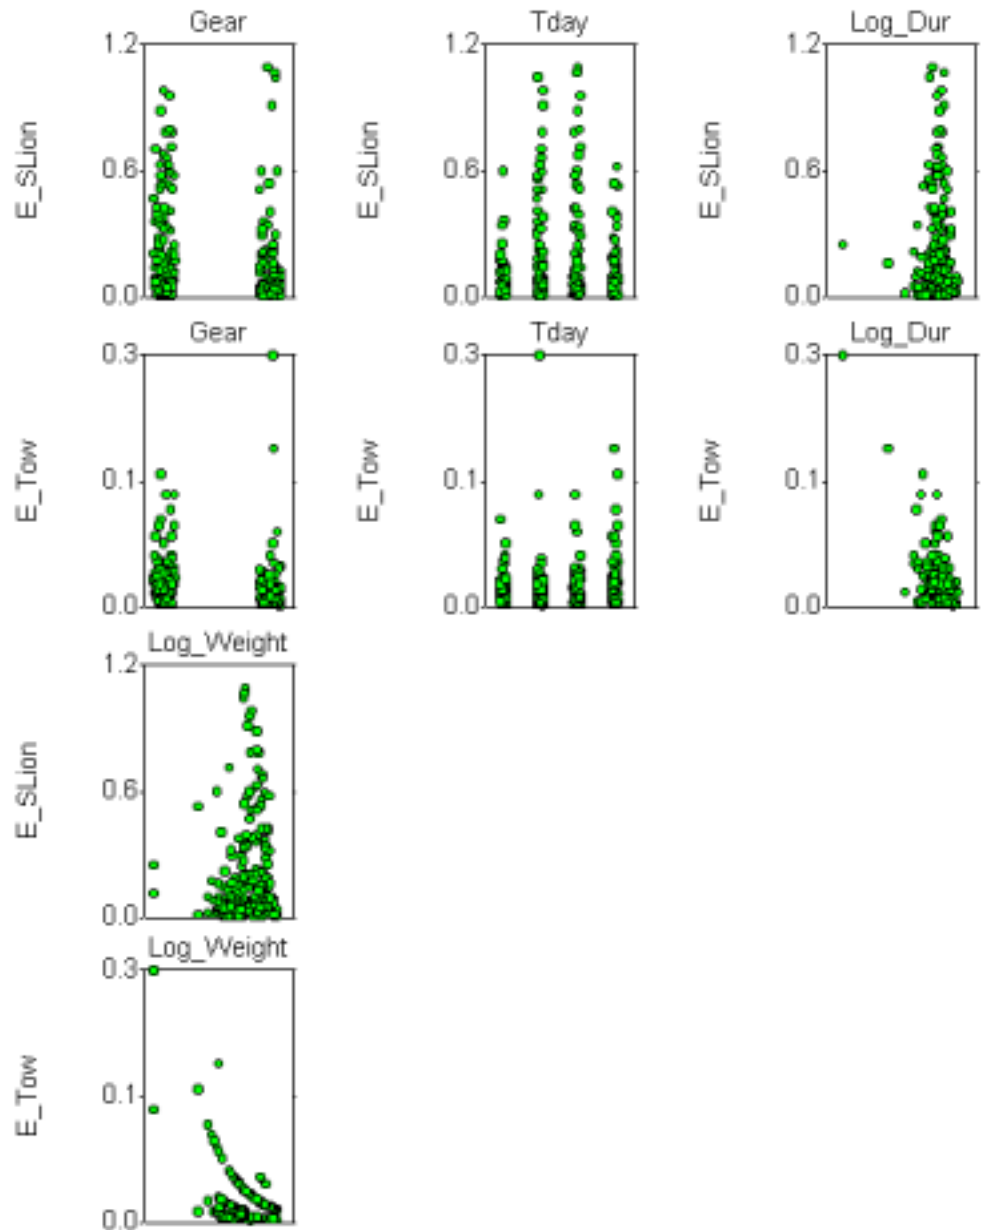 Gear Tday Log_Dur
1.2 1.2 1.2
E_SLion E_SLion E_SLion
0.6 0.6 0.6
0.0 0.0 0.0
Gear Tday Log_Dur
0.3 0.3 0.3
E_Tow E_Tow E_Tow
0.1 0.1 0.1
0.0 0.0 0.0
Log_Weight
1.2
E_SLion
0.6
0.0
Log_Weight
0.3
E_Tow
0.1
0.0